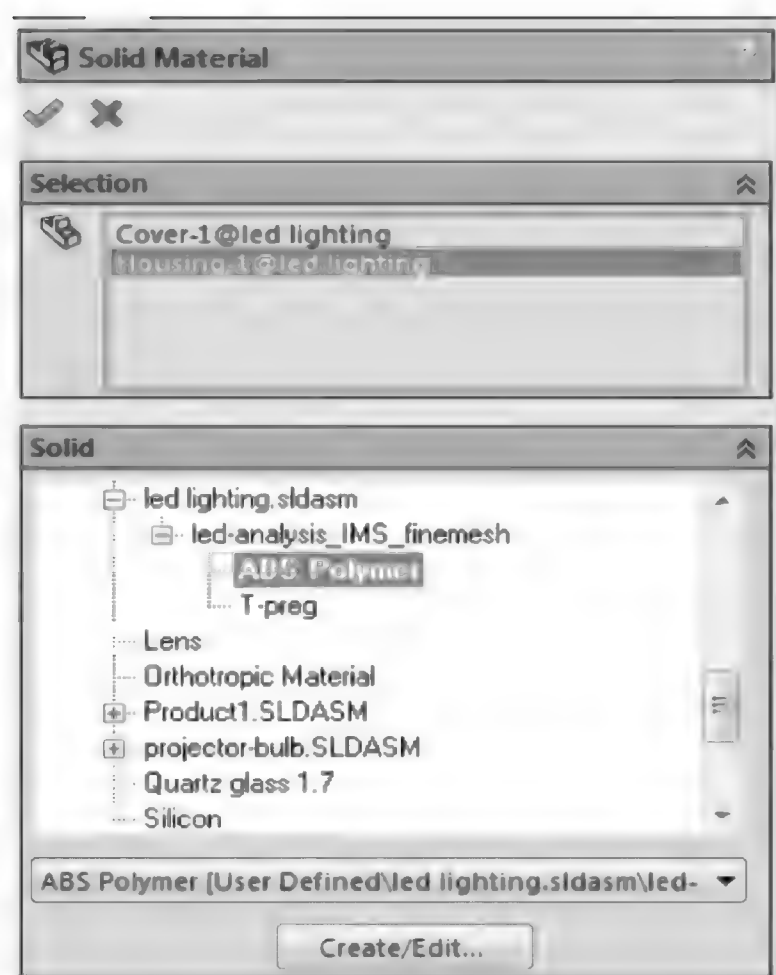 Solid Material
Selection
Cover-1@led lighting
Housing-1@led lighting
Solid
led lighting.sldasm
led-analysis_IMS_finemesh
ABS Polymer
T-preg
Lens
Orthotropic Material
Product1.SLDASM
projector-bulb.SLDASM
Quartz glass 1.7
Silicon
ABS Polymer (User Defined\led lighting.sldasm\led-
Create/Edit...